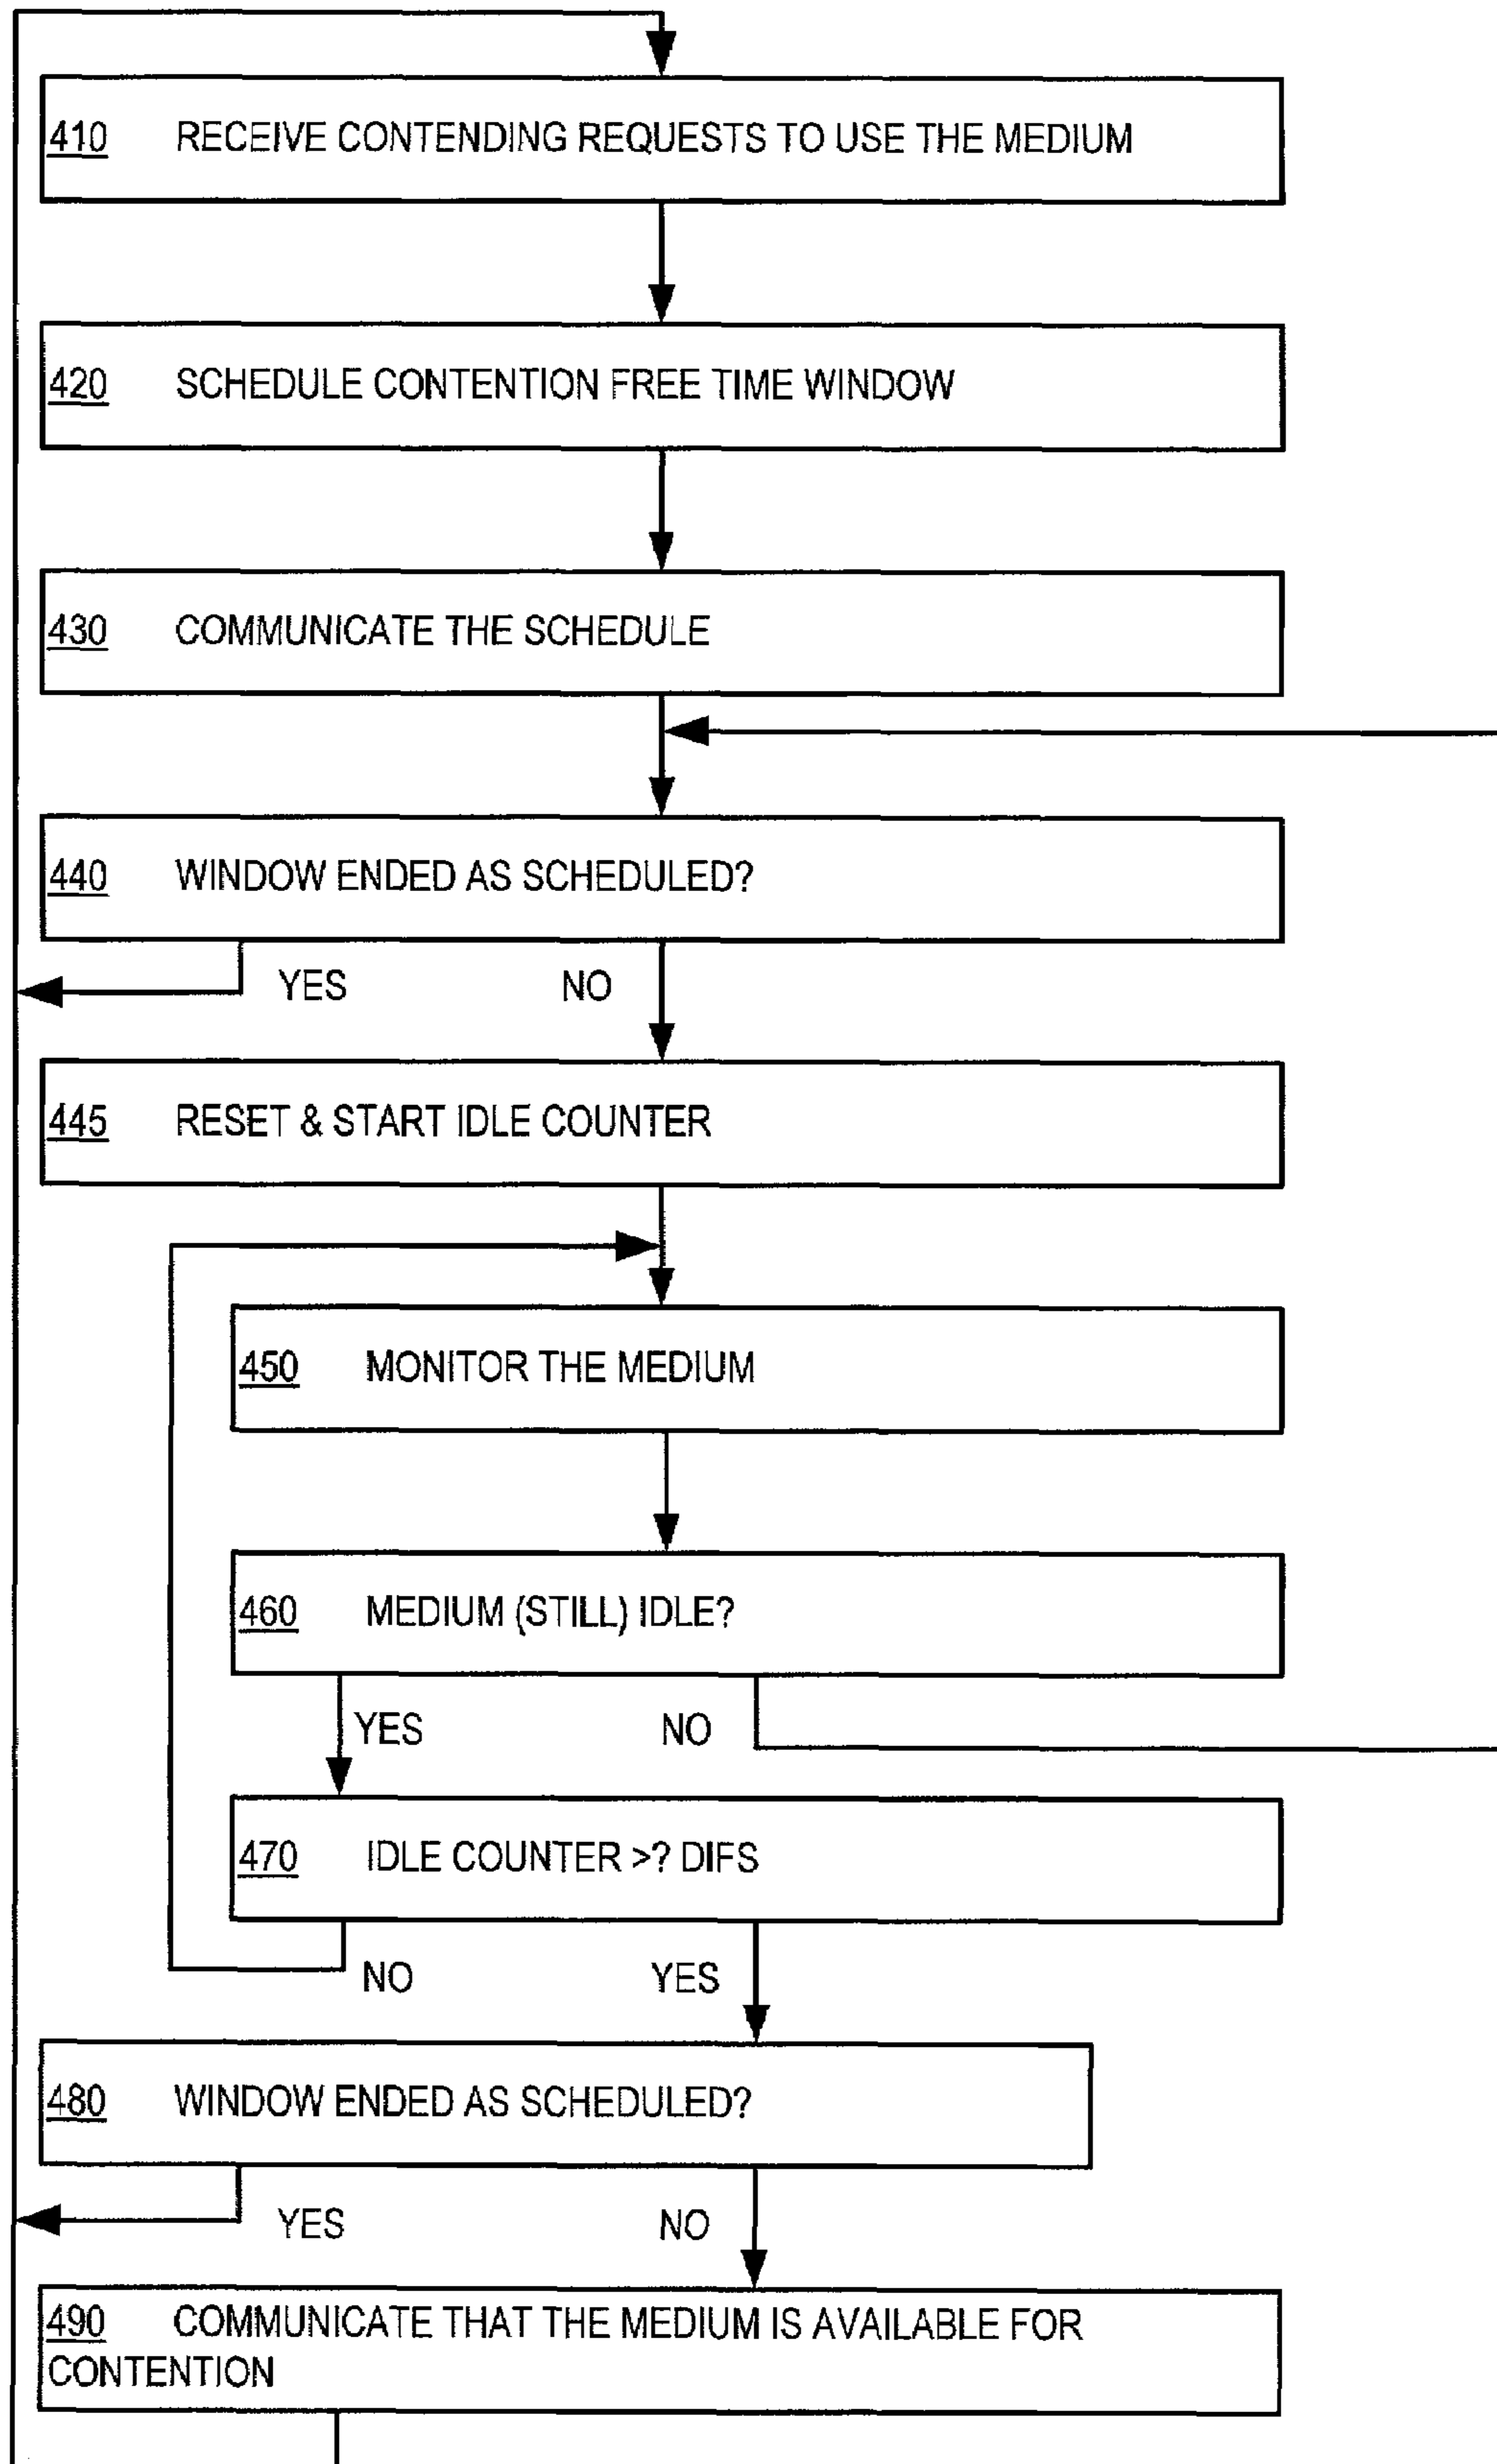 410 RECEIVE CONTENDING REQUESTS TO USE THE MEDIUM
420 SCHEDULE CONTENTION FREE TIME WINDOW
430 COMMUNICATE THE SCHEDULE
440 WINDOW ENDED AS SCHEDULED?
YES NO
445 RESET & START IDLE COUNTER
450 MONITOR THE MEDIUM
460 MEDIUM (STILL) IDLE?
YES NO
470 IDLE COUNTER >? DIFS
NO YES
480 WINDOW ENDED AS SCHEDULED?
YES NO
490 COMMUNICATE THAT THE MEDIUM IS AVAILABLE FOR
CONTENTION